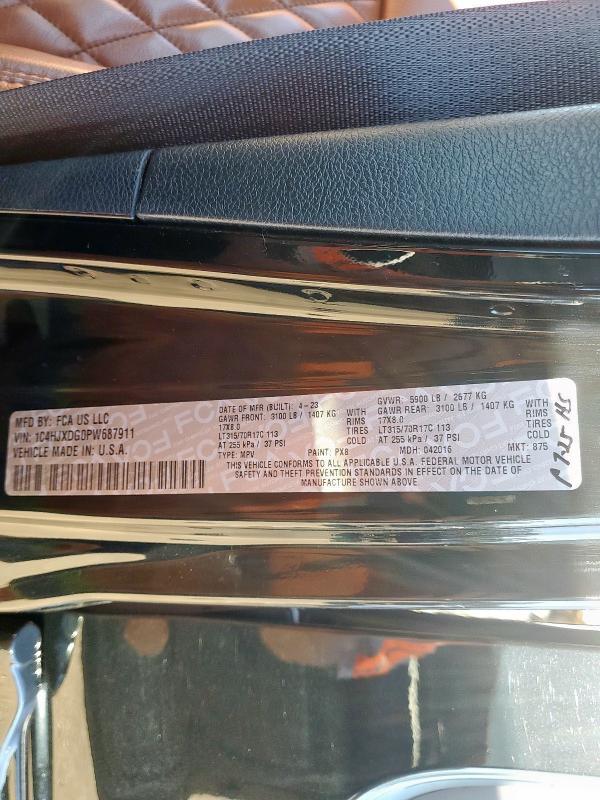 MFD BY: FCA US LLC
VIN: 1C4HJXDG0PW687911
VEHICLE MADE IN: U.S.A.
DATE OF MFR (BUILT): 4-23
GAWR FRONT: 3100 LB / 1407 KG WITH
17X8.0 RIMS
LT315/70R17C 113 TIRES
AT 255 kPa / 37 PSI COLD
TYPE: MPV PAINT: PX8
GVWR: 5900 LB / 2677 KG
GAWR REAR: 3100 LB / 1407 KG WITH
17X8.0 RIMS
LT315/70R17C 113 TIRES
AT 255 kPa / 37 PSI COLD
MDH: 042016 MKT: 875
THIS VEHICLE CONFORMS TO ALL APPLICABLE U.S.A. FEDERAL MOTOR VEHICLE
SAFETY AND THEFT PREVENTION STANDARDS IN EFFECT ON THE DATE OF
MANUFACTURE SHOWN ABOVE.